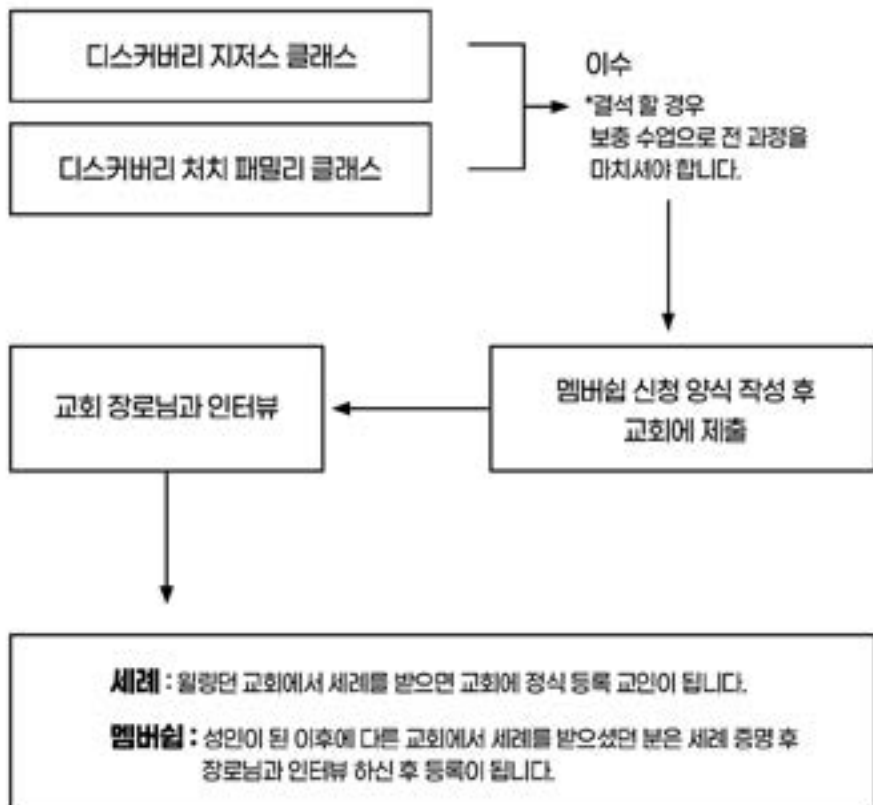 디스커버리 지저스 클래스
디스커버리 처치 패밀리 클래스
이수
*결석 할 경우
보충 수업으로 전 과정을
마치셔야 합니다.
멤버쉽 신청 양식 작성 후
교회에 제출
교회 장로님과 인터뷰
세례 : 윌링던 교회에서 세례를 받으면 교회에 정식 등록 교인이 됩니다.
멤버쉽 : 성인이 된 이후에 다른 교회에서 세례를 받으셨던 분은 세례 증명 후
장로님과 인터뷰 하신 후 등록이 됩니다.